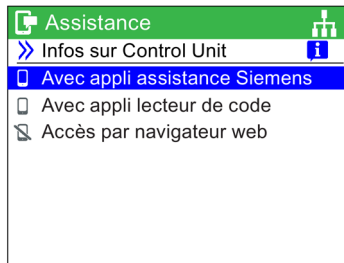 Assistance
Infos sur Control Unit
Avec appli assistance Siemens
Avec appli lecteur de code
Accès par navigateur web